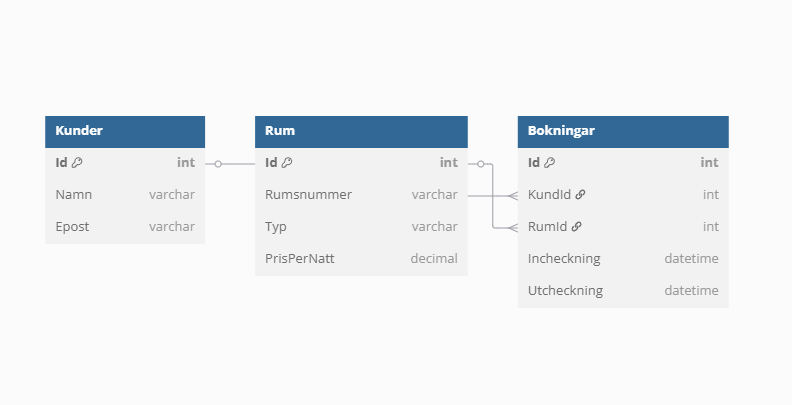 Kunder
Id int
Namn varchar
Epost varchar
Rum
Id int
Rumsnummer varchar
Typ varchar
PrisPerNatt decimal
Bokningar
Id int
KundId int
RumId int
Incheckning datetime
Utcheckning datetime